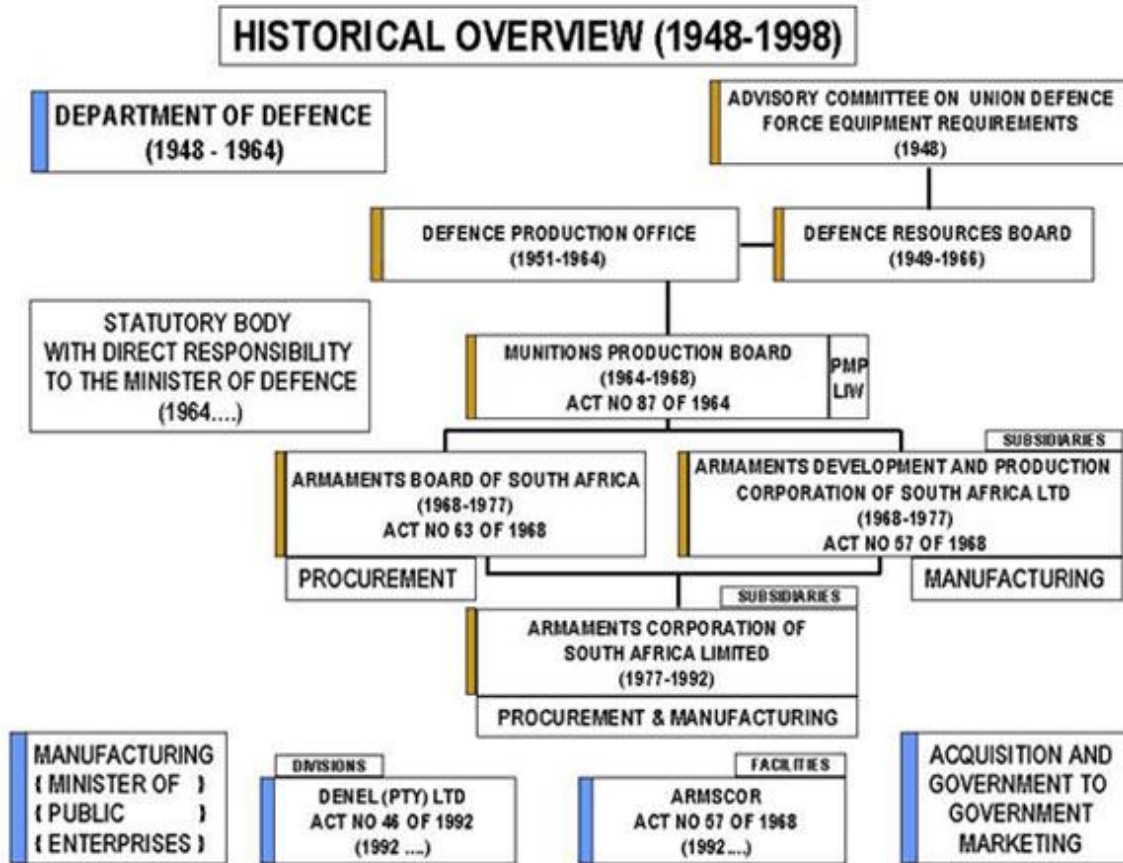 HISTORICAL OVERVIEW (1948-1998)
DEPARTMENT OF DEFENCE
(1948 - 1964)
ADVISORY COMMITTEE ON UNION DEFENCE
FORCE EQUIPMENT REQUIREMENTS
(1948)
DEFENCE PRODUCTION OFFICE
(1951-1964)
DEFENCE RESOURCES BOARD
(1949-1966)
STATUTORY BODY
WITH DIRECT RESPONSIBILITY
TO THE MINISTER OF DEFENCE
(1964....)
MUNITIONS PRODUCTION BOARD
(1964-1968)
ACT NO 87 OF 1964
PMP
LIW
ARMAMENTS BOARD OF SOUTH AFRICA
(1968-1977)
ACT NO 63 OF 1968
PROCUREMENT
SUBSIDIARIES
ARMAMENTS DEVELOPMENT AND PRODUCTION
CORPORATION OF SOUTH AFRICA LTD
(1968-1977)
ACT NO 57 OF 1968
MANUFACTURING
SUBSIDIARIES
ARMAMENTS CORPORATION OF
SOUTH AFRICA LIMITED
(1977-1992)
PROCUREMENT & MANUFACTURING
MANUFACTURING
( MINISTER OF )
( PUBLIC )
( ENTERPRISES )
DIVISIONS
DENEL (PTY) LTD
ACT NO 46 OF 1992
(1992 ....)
FACILITIES
ARMSCOR
ACT NO 57 OF 1968
(1992....)
ACQUISITION AND
GOVERNMENT TO
GOVERNMENT
MARKETING